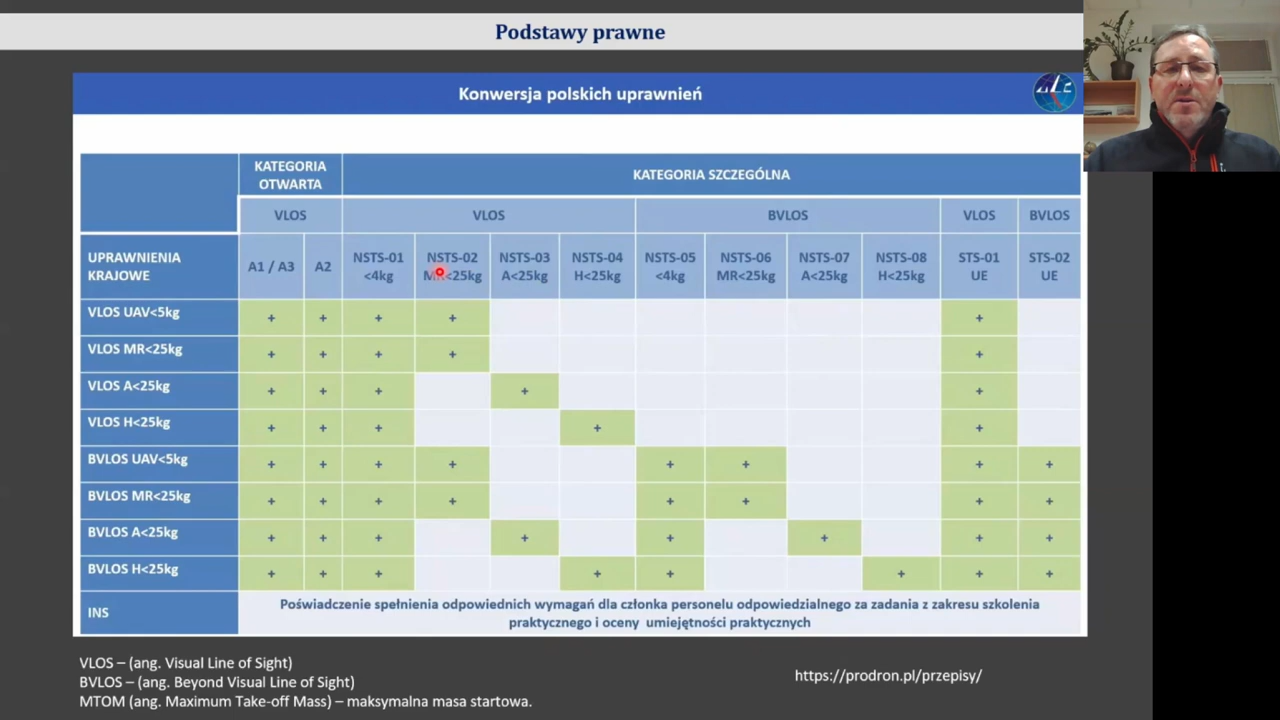 Podstawy prawne
Konwersja polskich uprawnień
KATEGORIA OTWARTA
KATEGORIA SZCZEGÓLNA
VLOS
VLOS
BVLOS
VLOS
BVLOS
UPRAWNIENIA KRAJOWE
A1 / A3
A2
NSTS-01 <4kg
NSTS-02 MR<25kg
NSTS-03 A<25kg
NSTS-04 H<25kg
NSTS-05 <4kg
NSTS-06 MR<25kg
NSTS-07 A<25kg
NSTS-08 H<25kg
STS-01 UE
STS-02 UE
VLOS UAV<5kg + + + + +
VLOS MR<25kg + + + + +
VLOS A<25kg + + + + +
VLOS H<25kg + + + + +
BVLOS UAV<5kg + + + + + + + +
BVLOS MR<25kg + + + + + + + +
BVLOS A<25kg + + + + + + + +
BVLOS H<25kg + + + + + + + +
INS
Poświadczenie spełnienia odpowiednich wymagań dla członka personelu odpowiedzialnego za zadania z zakresu szkolenia
praktycznego i oceny umiejętności praktycznych
VLOS – (ang. Visual Line of Sight)
BVLOS – (ang. Beyond Visual Line of Sight)
MTOM (ang. Maximum Take-off Mass) – maksymalna masa startowa.
https://prodron.pl/przepisy/